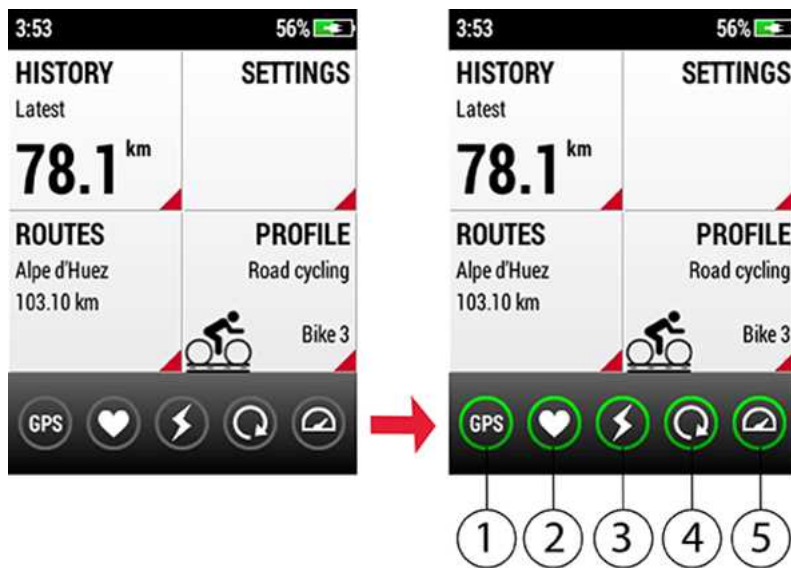 3:53 56%
HISTORY SETTINGS
Latest
78.1 km
ROUTES PROFILE
Alpe d'Huez Road cycling
103.10 km
Bike 3
GPS
3:53 56%
HISTORY SETTINGS
Latest
78.1 km
ROUTES PROFILE
Alpe d'Huez Road cycling
103.10 km
Bike 3
GPS
1 2 3 4 5